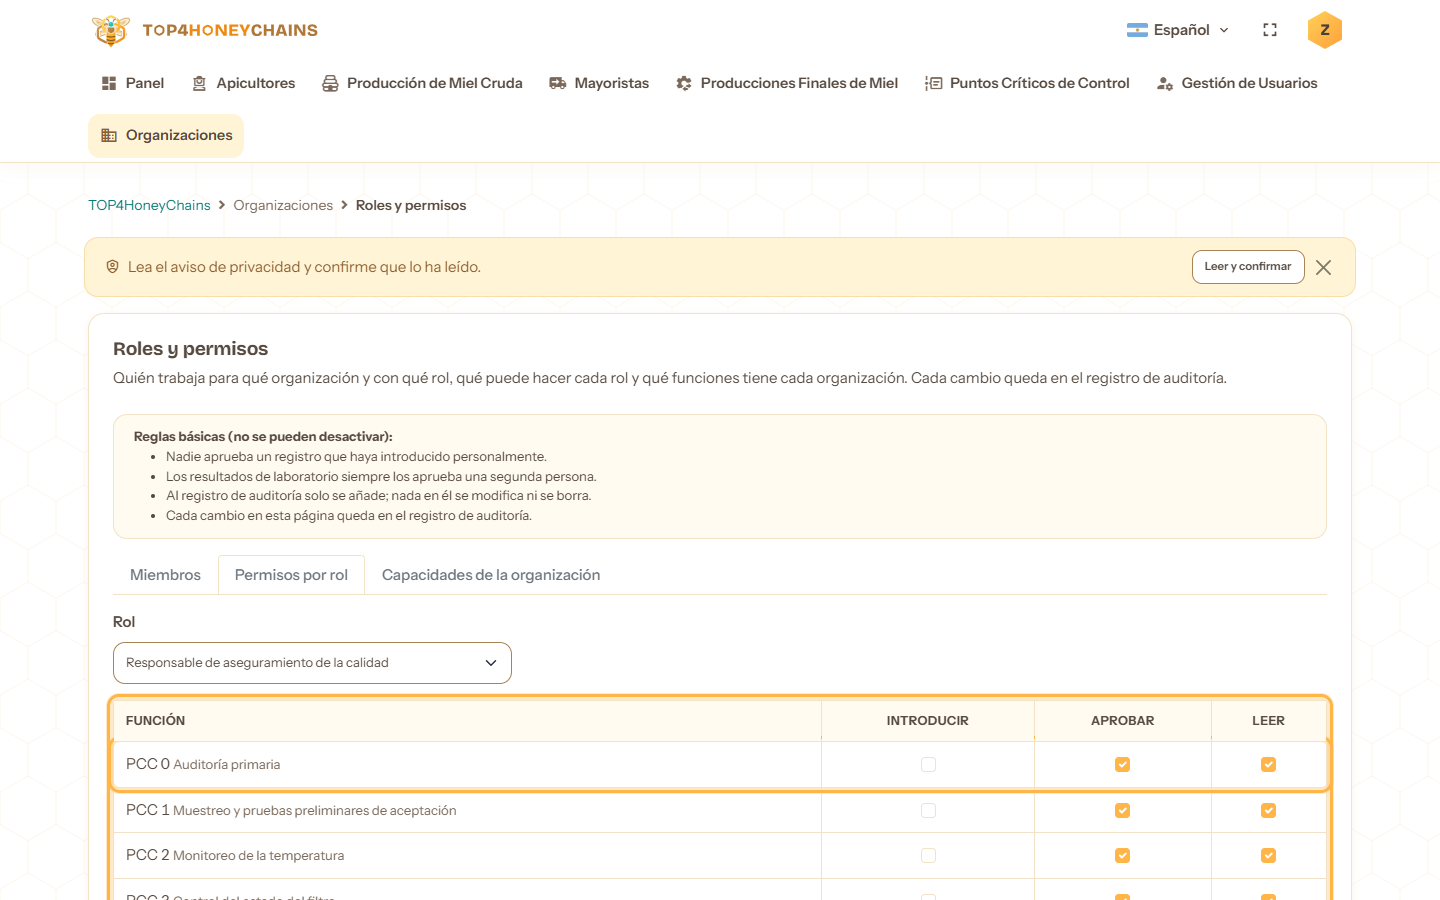 TOP4HONEYCHAINS
Español
Z
Panel
Apicultores
Producción de Miel Cruda
Mayoristas
Producciones Finales de Miel
Puntos Críticos de Control
Gestión de Usuarios
Organizaciones
TOP4HoneyChains > Organizaciones > Roles y permisos
Lea el aviso de privacidad y confirme que lo ha leído.
Leer y confirmar
Roles y permisos
Quién trabaja para qué organización y con qué rol, qué puede hacer cada rol y qué funciones tiene cada organización. Cada cambio queda en el registro de auditoría.
Reglas básicas (no se pueden desactivar):
• Nadie aprueba un registro que haya introducido personalmente.
• Los resultados de laboratorio siempre los aprueba una segunda persona.
• Al registro de auditoría solo se añade; nada en él se modifica ni se borra.
• Cada cambio en esta página queda en el registro de auditoría.
Miembros
Permisos por rol
Capacidades de la organización
Rol
Responsable de aseguramiento de la calidad
FUNCIÓN INTRODUCIR APROBAR LEER
PCC 0 Auditoría primaria
PCC 1 Muestreo y pruebas preliminares de aceptación
PCC 2 Monitoreo de la temperatura
PCC 3 Control del estado del filtro